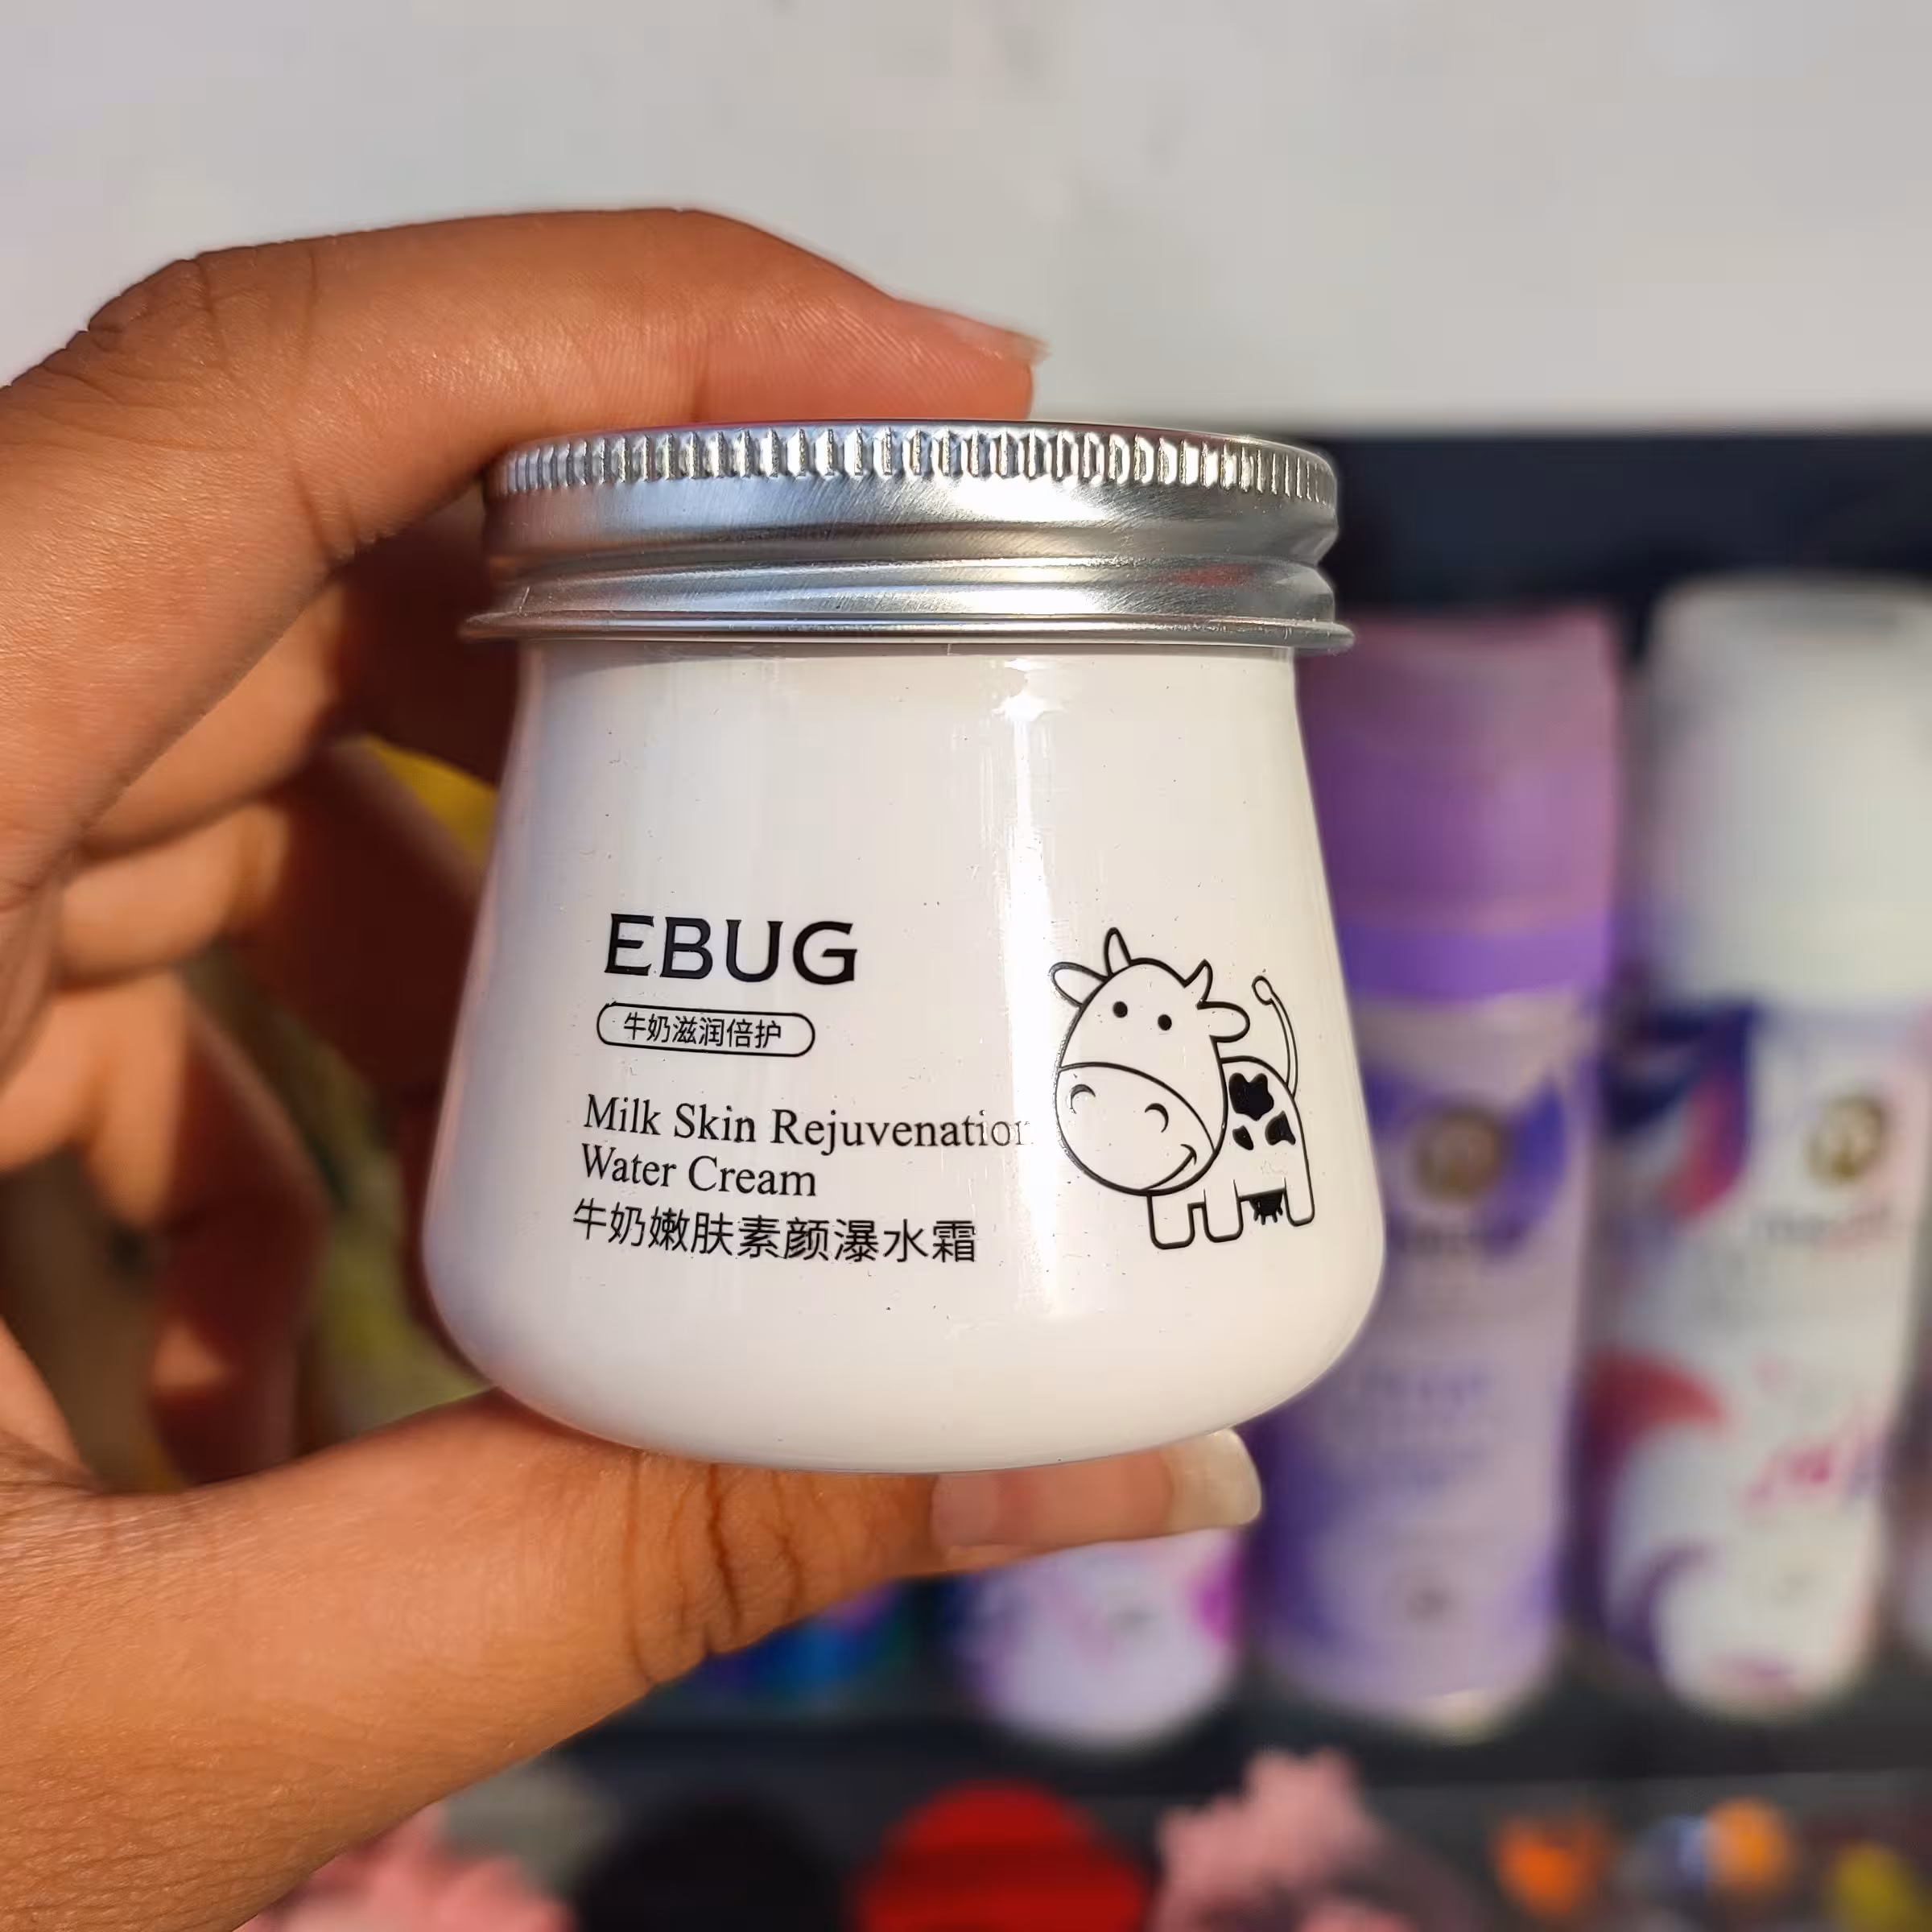 EBUG
牛奶滋润倍护
Milk Skin Rejuvenation
Water Cream
牛奶嫩肤素颜瀑水霜